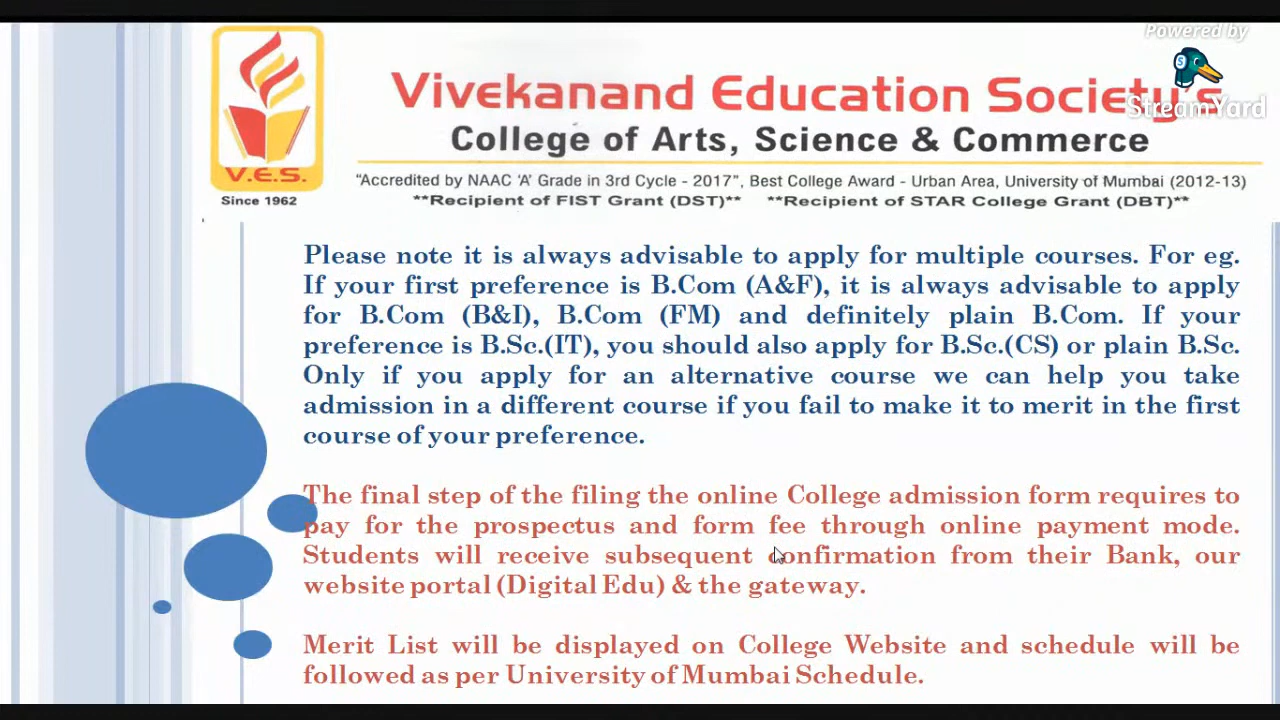 Powered by
StreamYard
V.E.S.
Since 1962
Vivekanand Education Society's
College of Arts, Science & Commerce
"Accredited by NAAC 'A' Grade in 3rd Cycle - 2017", Best College Award - Urban Area, University of Mumbai (2012-13)
**Recipient of FIST Grant (DST)** **Recipient of STAR College Grant (DBT)**
Please note it is always advisable to apply for multiple courses. For eg.
If your first preference is B.Com (A&F), it is always advisable to apply
for B.Com (B&I), B.Com (FM) and definitely plain B.Com. If your
preference is B.Sc.(IT), you should also apply for B.Sc.(CS) or plain B.Sc.
Only if you apply for an alternative course we can help you take
admission in a different course if you fail to make it to merit in the first
course of your preference.
The final step of the filing the online College admission form requires to
pay for the prospectus and form fee through online payment mode.
Students will receive subsequent confirmation from their Bank, our
website portal (Digital Edu) & the gateway.
Merit List will be displayed on College Website and schedule will be
followed as per University of Mumbai Schedule.